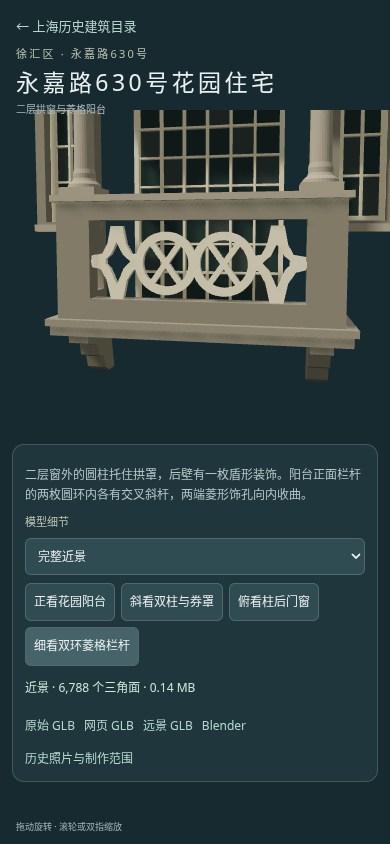 ← 上海历史建筑目录
徐汇区 · 永嘉路630号
永嘉路630号花园住宅
二层拱窗与菱格阳台
二层窗外的圆柱托住拱罩，后壁有一枚盾形装饰。阳台正面栏杆
的两枚圆环内各有交叉斜杆，两端菱形饰孔向内收曲。
模型细节
完整近景
正看花园阳台 斜看双柱与券罩 俯看柱后门窗
细看双环菱格栏杆
近景 · 6,788 个三角面 · 0.14 MB
原始 GLB 网页 GLB 远景 GLB Blender
历史照片与制作范围
拖动旋转 · 滚轮或双指缩放